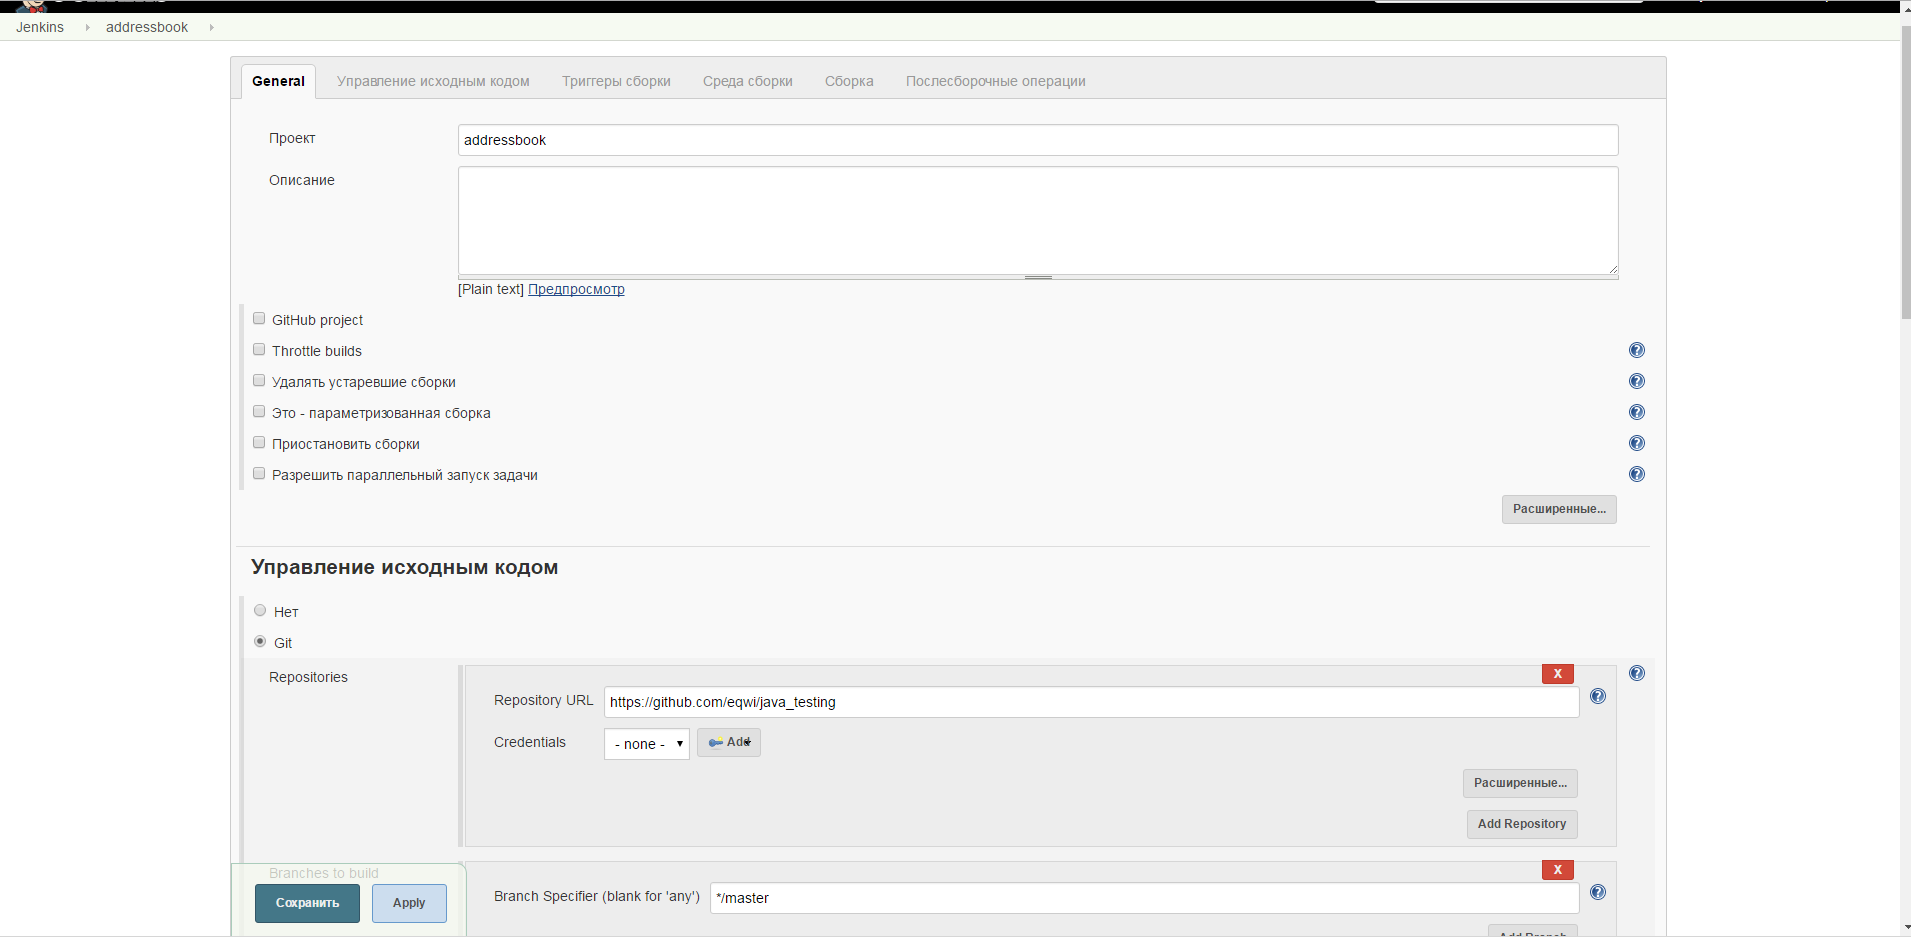 Jenkins addressbook
General Управление исходным кодом Триггеры сборки Среда сборки Сборка Послесборочные операции
Проект addressbook
Описание
[Plain text] Предпросмотр
GitHub project
Throttle builds
Удалять устаревшие сборки
Это - параметризованная сборка
Приостановить сборки
Разрешить параллельный запуск задачи
Расширенные...
Управление исходным кодом
Нет
Git
Repositories
X
Repository URL https://github.com/eqwi/java_testing
Credentials - none - Add
Расширенные...
Add Repository
Branches to build
X
Branch Specifier (blank for 'any') */master
Сохранить Apply